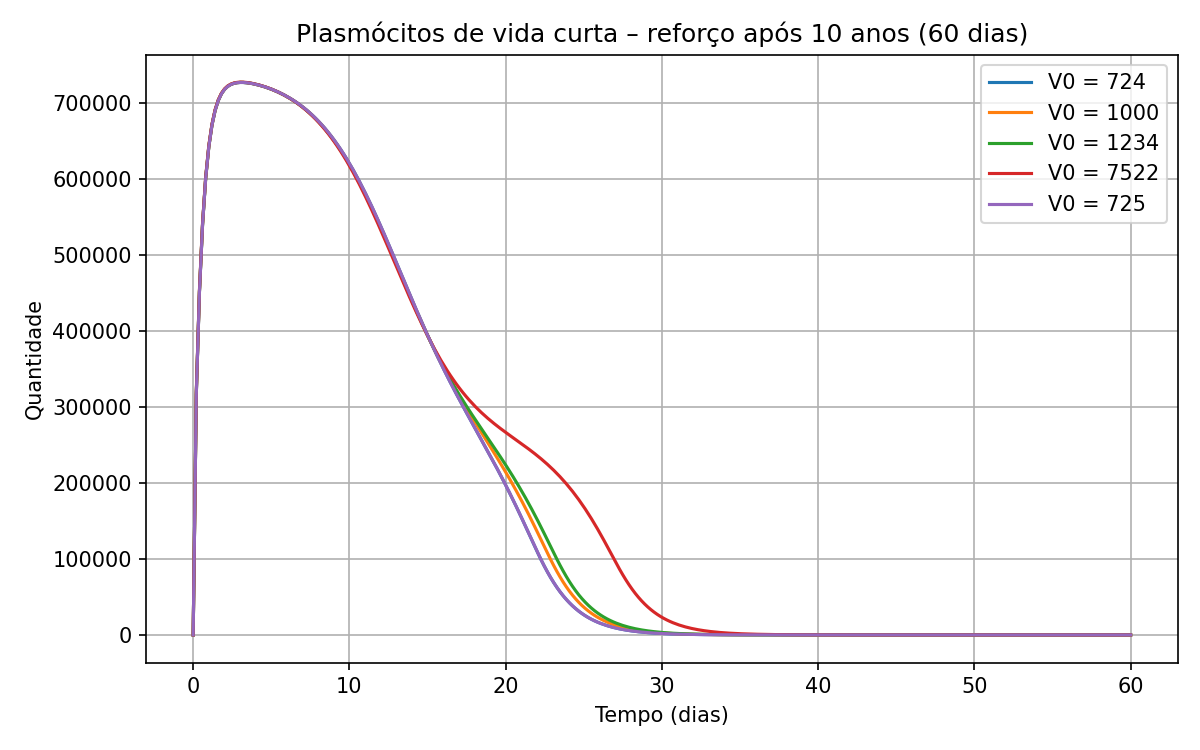 Plasmócitos de vida curta – reforço após 10 anos (60 dias)
V0 = 724
V0 = 1000
V0 = 1234
V0 = 7522
V0 = 725
Quantidade
700000
600000
500000
400000
300000
200000
100000
0
0 10 20 30 40 50 60
Tempo (dias)